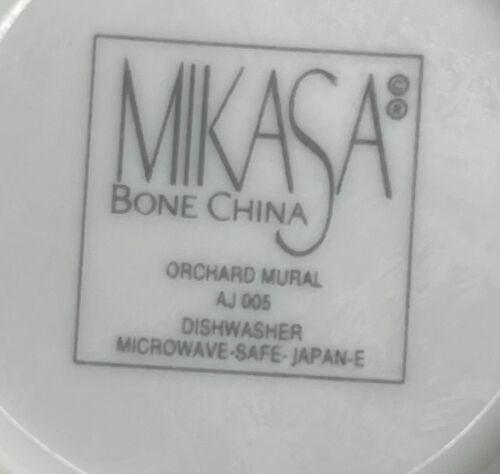 MIKASA © ®
BONE CHINA
ORCHARD MURAL
AJ 005
DISHWASHER
MICROWAVE-SAFE-JAPAN-E